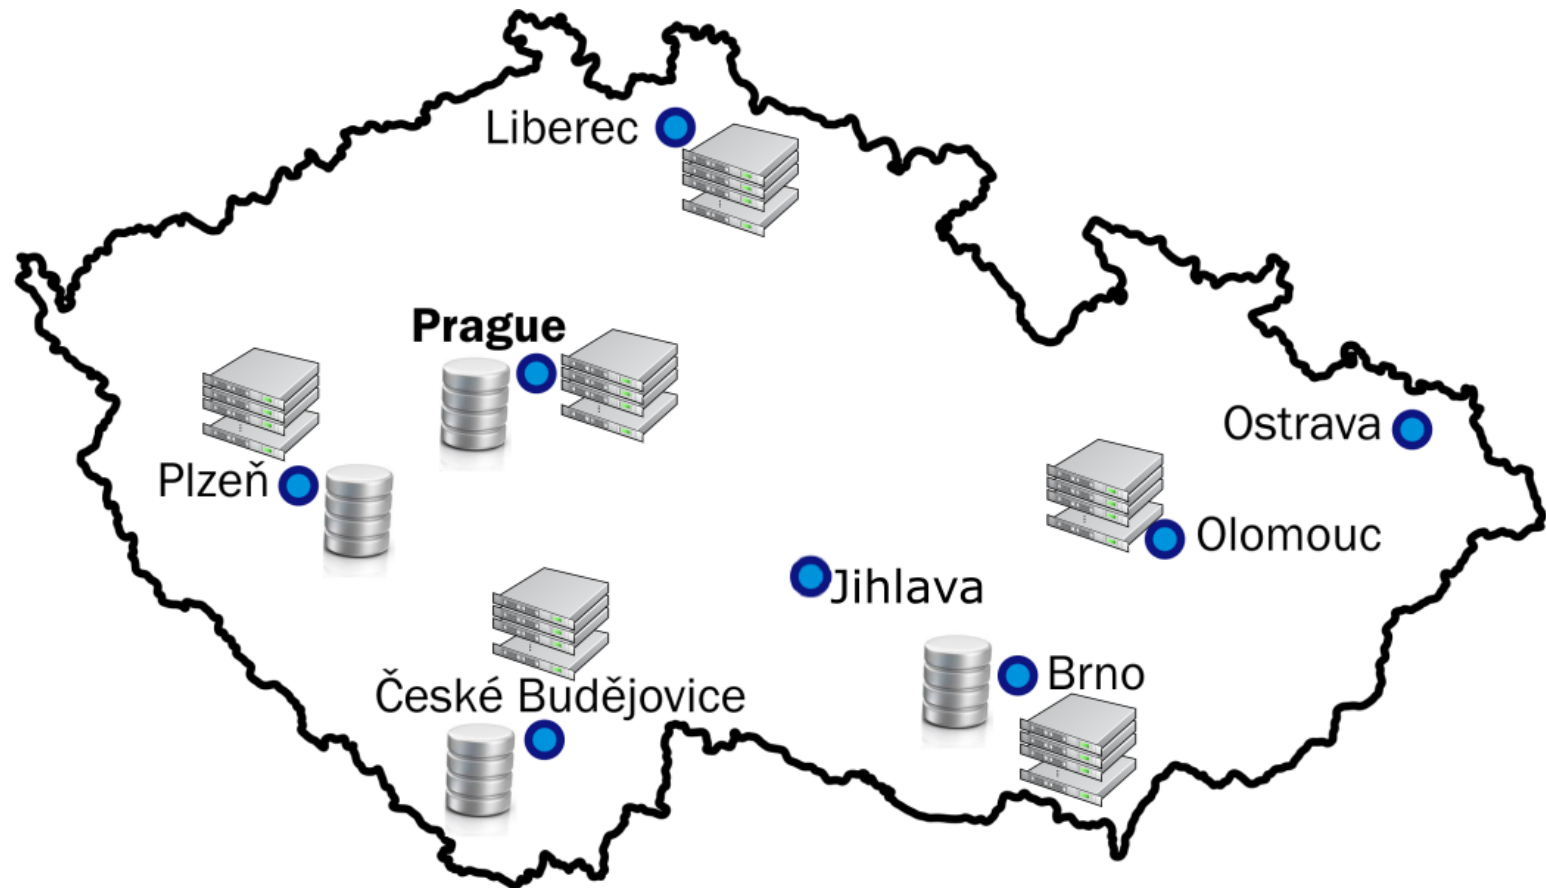 Liberec
Prague
Ostrava
Plzeň
Olomouc
Jihlava
Brno
České Budějovice